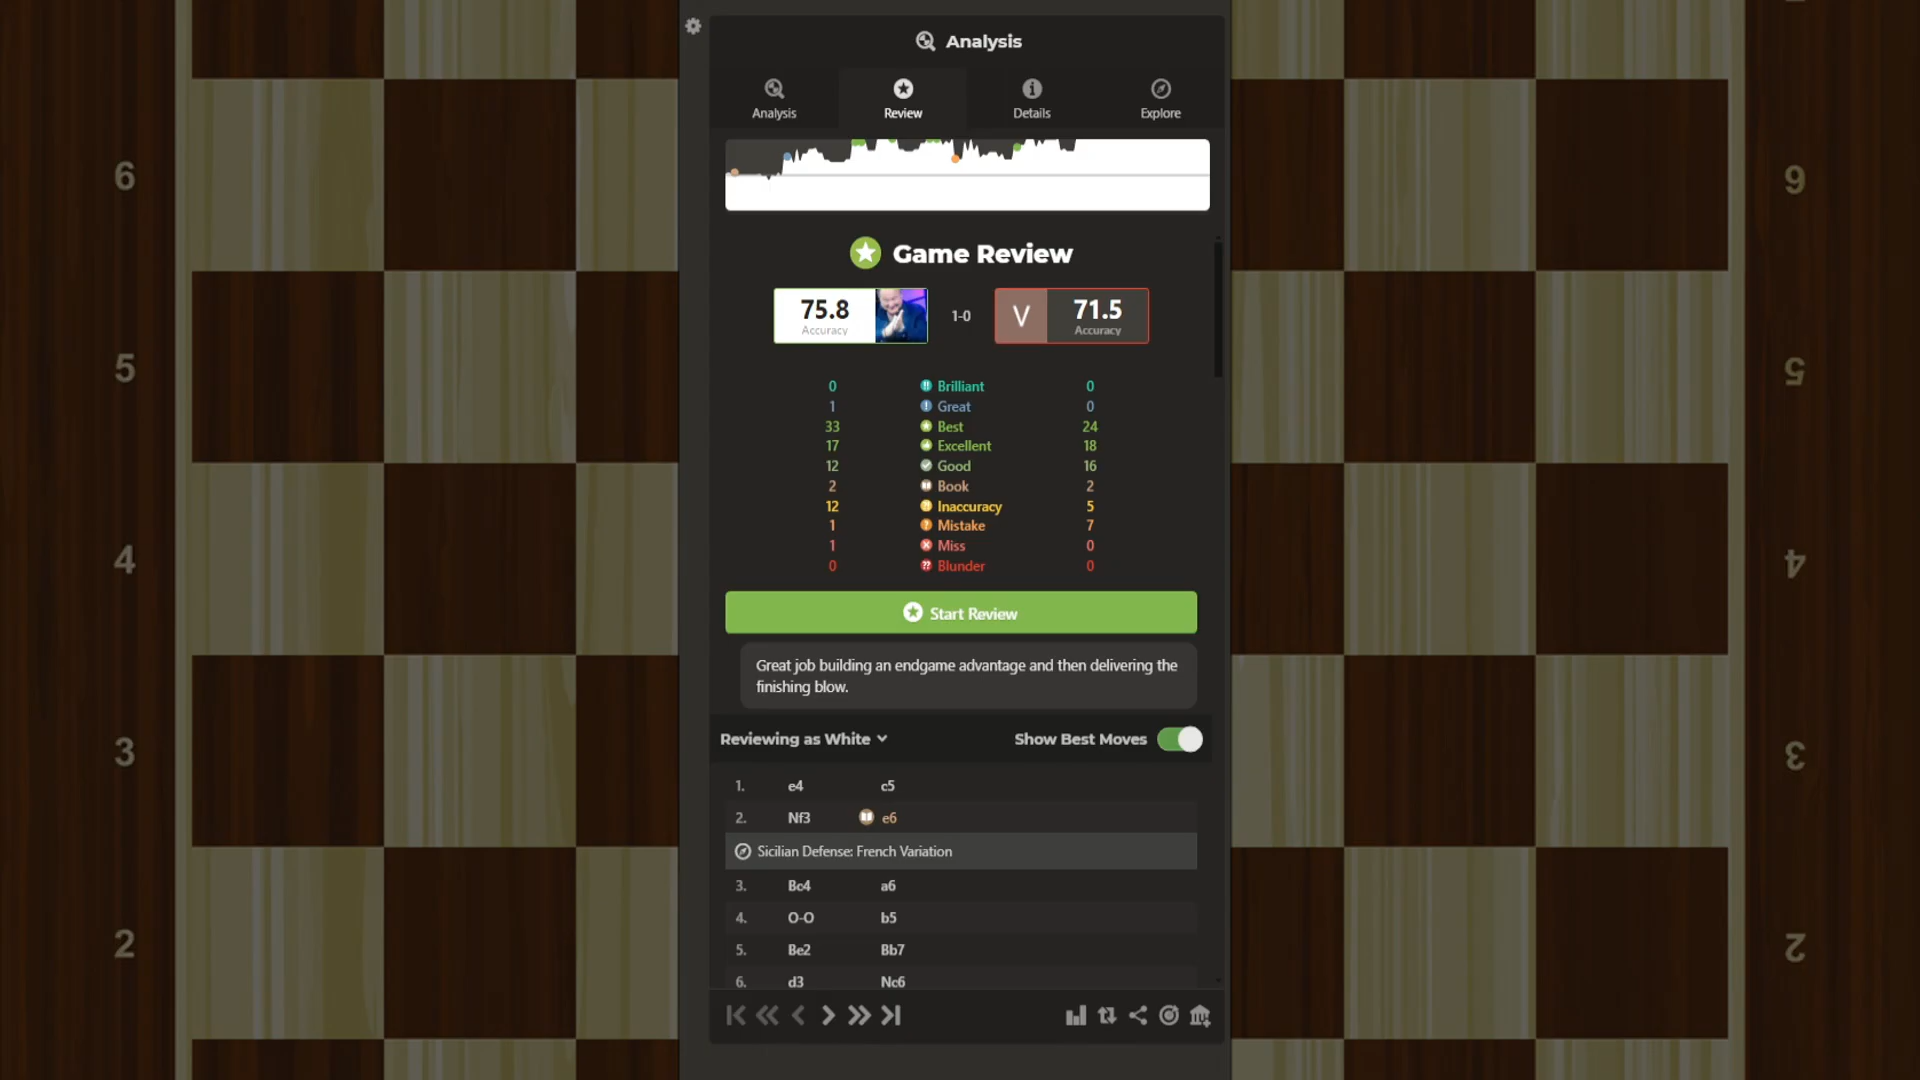 Analysis
Analysis Review Details Explore
Game Review
75.8 Accuracy 1-0 V 71.5 Accuracy
0 Brilliant 0
1 Great 0
33 Best 24
17 Excellent 18
12 Good 16
2 Book 2
12 Inaccuracy 5
1 Mistake 7
1 Miss 0
0 Blunder 0
Start Review
Great job building an endgame advantage and then delivering the
finishing blow.
Reviewing as White Show Best Moves
1. e4 c5
2. Nf3 e6
Sicilian Defense: French Variation
3. Bc4 a6
4. O-O b5
5. Be2 Bb7
6. d3 Nc6
6
5
4
3
2
6
5
4
3
2